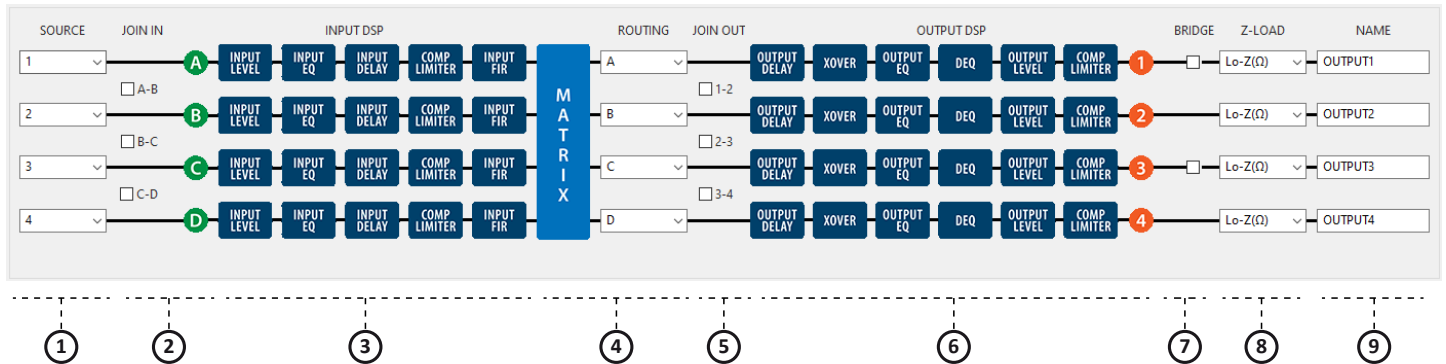 SOURCE JOIN IN INPUT DSP ROUTING JOIN OUT OUTPUT DSP BRIDGE Z-LOAD NAME
1 A INPUT LEVEL INPUT EQ INPUT DELAY COMP LIMITER INPUT FIR A OUTPUT DELAY XOVER OUTPUT EQ DEQ OUTPUT LEVEL COMP LIMITER 1 Lo-Z(Ω) OUTPUT1
A-B 1-2
MATRIX
2 B INPUT LEVEL INPUT EQ INPUT DELAY COMP LIMITER INPUT FIR B OUTPUT DELAY XOVER OUTPUT EQ DEQ OUTPUT LEVEL COMP LIMITER 2 Lo-Z(Ω) OUTPUT2
B-C 2-3
3 C INPUT LEVEL INPUT EQ INPUT DELAY COMP LIMITER INPUT FIR C OUTPUT DELAY XOVER OUTPUT EQ DEQ OUTPUT LEVEL COMP LIMITER 3 Lo-Z(Ω) OUTPUT3
C-D 3-4
4 D INPUT LEVEL INPUT EQ INPUT DELAY COMP LIMITER INPUT FIR D OUTPUT DELAY XOVER OUTPUT EQ DEQ OUTPUT LEVEL COMP LIMITER 4 Lo-Z(Ω) OUTPUT4
1 2 3 4 5 6 7 8 9